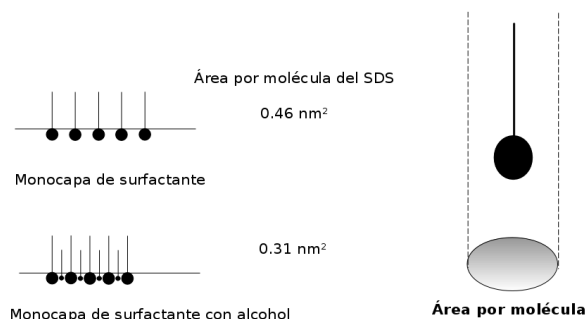 Área por molécula del SDS
0.46 nm²
Monocapa de surfactante
0.31 nm²
Monocapa de surfactante con alcohol
Área por molécula